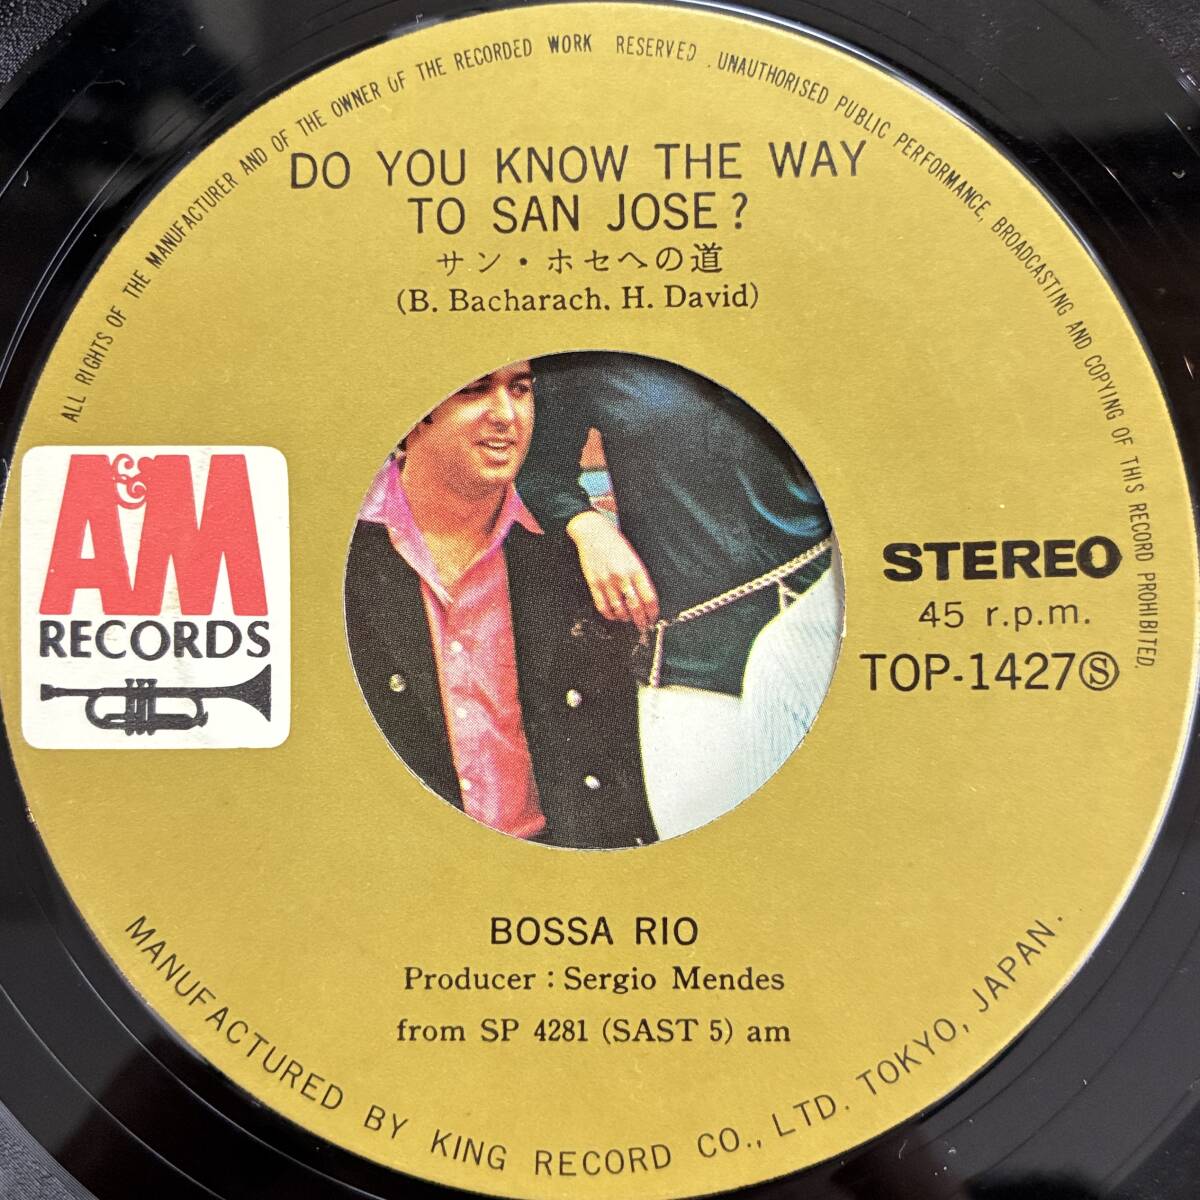 ALL RIGHTS OF THE MANUFACTURER AND OF THE OWNER OF THE RECORDED WORK RESERVED. UNAUTHORISED PUBLIC PERFORMANCE, BROADCASTING AND COPYING OF THIS RECORD PROHIBITED.
DO YOU KNOW THE WAY
TO SAN JOSE?
サン・ホセへの道
(B. Bacharach. H. David)
A&M
RECORDS
STEREO
45 r.p.m.
TOP-1427Ⓢ
BOSSA RIO
Producer : Sergio Mendes
from SP 4281 (SAST 5) am
MANUFACTURED BY KING RECORD CO., LTD. TOKYO, JAPAN.